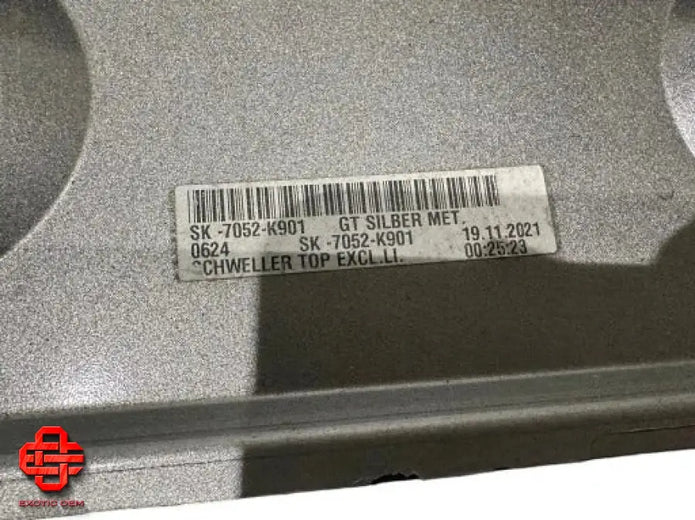 SK -7052-K901 GT SILBER MET.
0624 SK -7052-K901 19.11.2021
SCHWELLER TOP EXCL.LI. 00:25:23
EXOTIC OEM